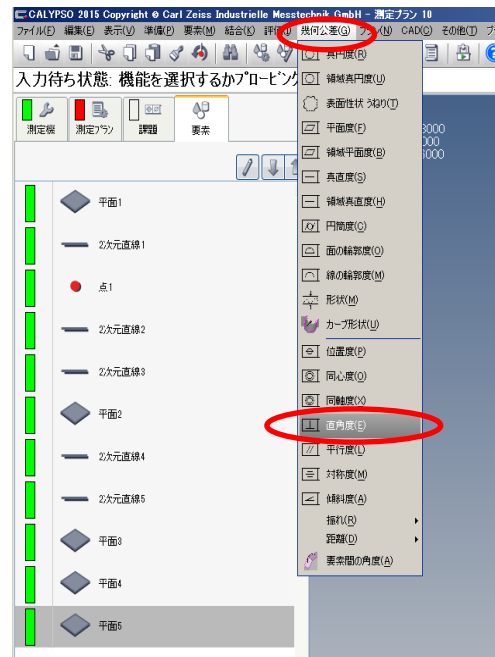 CALYPSO 2015 Copyright © Carl Zeiss Industrielle Messtechnik GmbH - 測定プラン 10
ファイル(F) 編集(E) 表示(V) 準備(P) 要素(M) 結合(K) 評価(J) 幾何公差(G) プラン(N) CAD(C) その他(T)
入力待ち状態: 機能を選択するかプロービング
測定機 測定プラン 課題 要素
平面1
2次元直線1
点1
2次元直線2
2次元直線3
平面2
2次元直線4
2次元直線5
平面3
平面4
平面5
真円度(R)
領域真円度(U)
表面性状 うねり(T)
平面度(F)
領域平面度(B)
真直度(S)
領域真直度(H)
円筒度(C)
面の輪郭度(O)
線の輪郭度(M)
形状(M)
カーブ形状(U)
位置度(P)
同心度(O)
同軸度(X)
直角度(E)
平行度(L)
対称度(M)
傾斜度(A)
振れ(R)
距離(D)
要素間の角度(A)